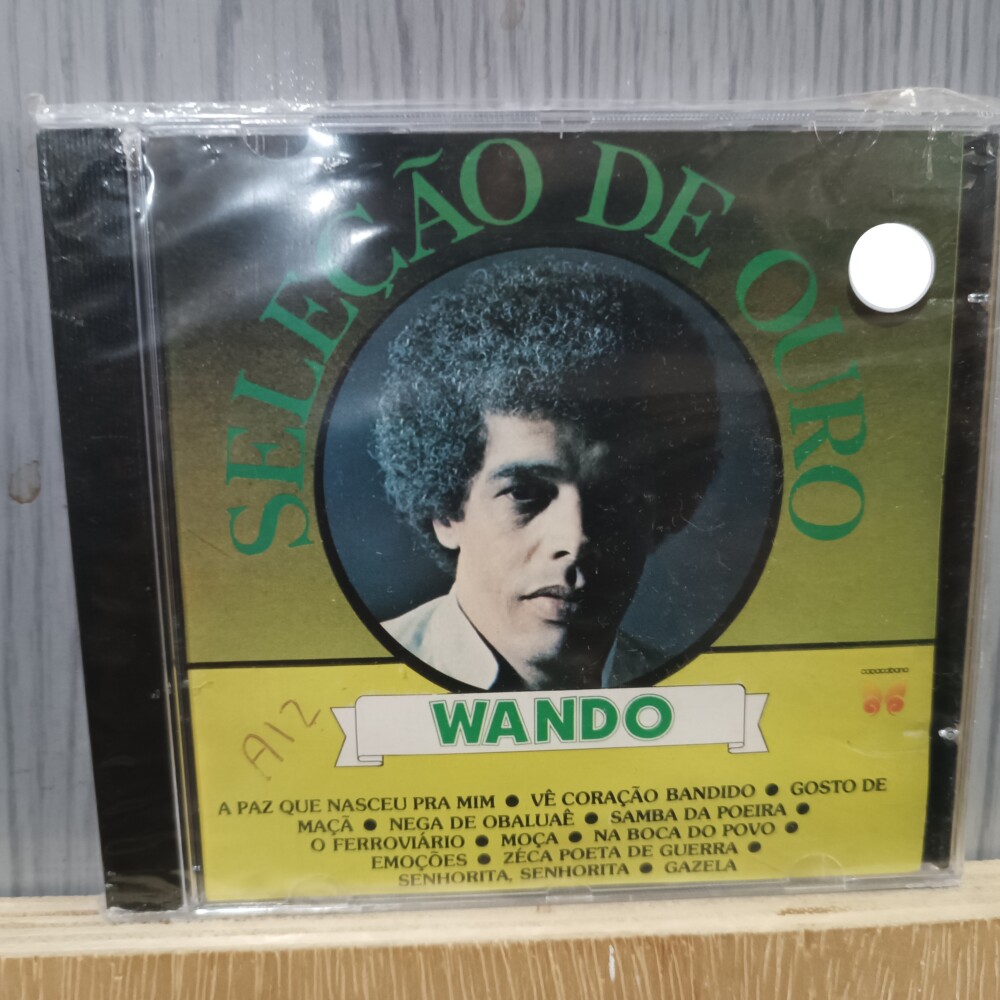 SELEÇÃO DE OURO
copacabana
WANDO
A12
A PAZ QUE NASCEU PRA MIM ● VÊ CORAÇÃO BANDIDO ● GOSTO DE
MAÇÃ ● NEGA DE OBALUAÊ ● SAMBA DA POEIRA ●
O FERROVIÁRIO ● MOÇA ● NA BOCA DO POVO ●
EMOÇÕES ● ZÉCA POETA DE GUERRA ●
SENHORITA, SENHORITA ● GAZELA